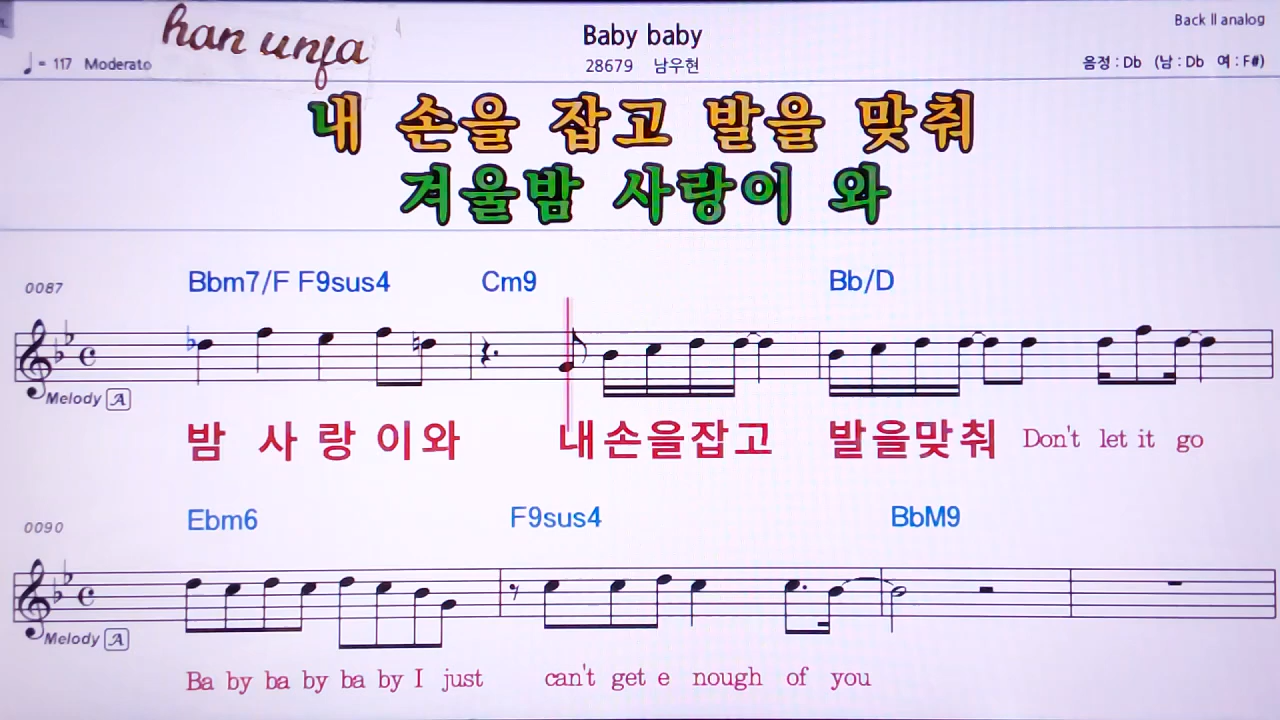 han unja
Baby baby
Back ll analog
♩ = 117 Moderato
28679 남우현
음정 : Db (남 : Db 여 : F#)
내 손을 잡고 발을 맞춰
겨울밤 사랑이 와
0087
Bbm7/F F9sus4 Cm9 Bb/D
Melody A
밤 사 랑 이와 내손을잡고 발을맞춰 Don't let it go
0090
Ebm6 F9sus4 BbM9
Melody A
Ba by ba by ba by I just can't get e nough of you